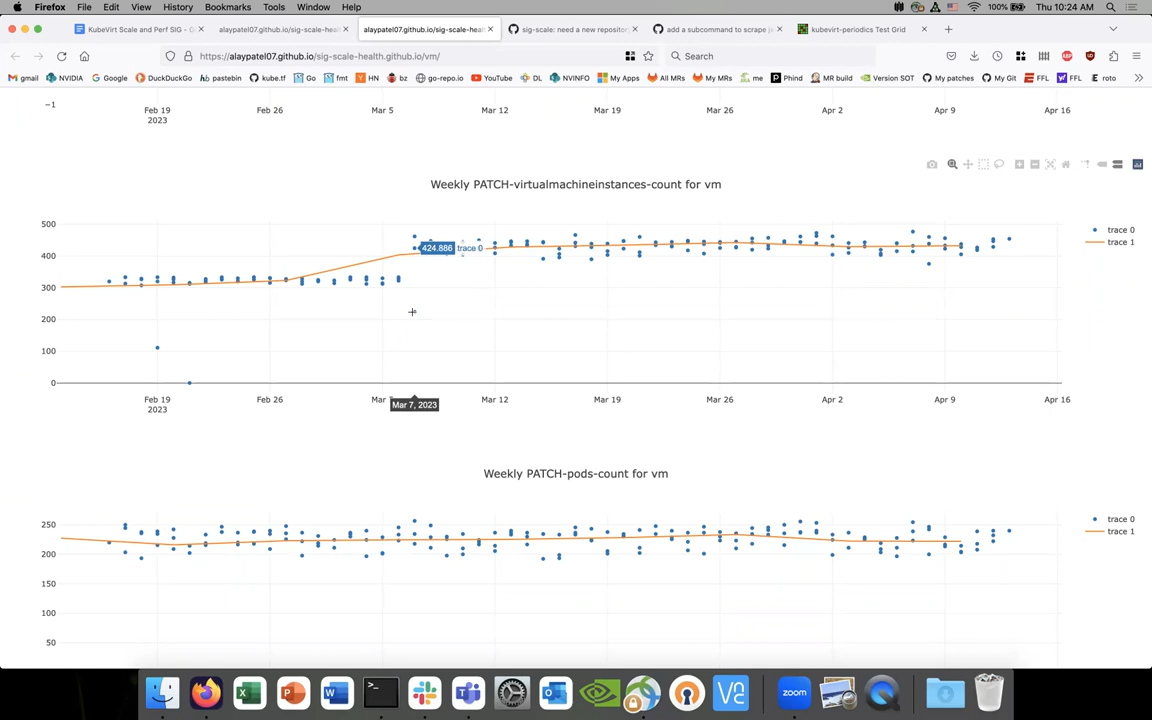 Firefox File Edit View History Bookmarks Tools Window Help 100% Thu 10:24 AM
KubeVirt Scale and Perf SIG - G alaypatel07.github.io/sig-scale-hea alaypatel07.github.io/sig-scale-heal sig-scale: need a new repositor add a subcommand to scrape je kubevirt-periodics Test Grid
https://alaypatel07.github.io/sig-scale-health.github.io/vm/ Search
gmail NVIDIA Google DuckDuckGo pastebin kube.tf Go fmt HN bz go-repo.io YouTube DL NVINFO My Apps All MRs My MRs me Phind MR build Version SOT My patches My Git FFL FFL eroto
−1
Feb 19 Feb 26 Mar 5 Mar 12 Mar 19 Mar 26 Apr 2 Apr 9 Apr 16
2023
Weekly PATCH-virtualmachineinstances-count for vm
500
trace 0
trace 1
424.886 trace 0
400
300
200
100
0
Feb 19 Feb 26 Mar Mar 12 Mar 19 Mar 26 Apr 2 Apr 9 Apr 16
2023
Mar 7, 2023
Weekly PATCH-pods-count for vm
trace 0
250
trace 1
200
150
100
50
zoom